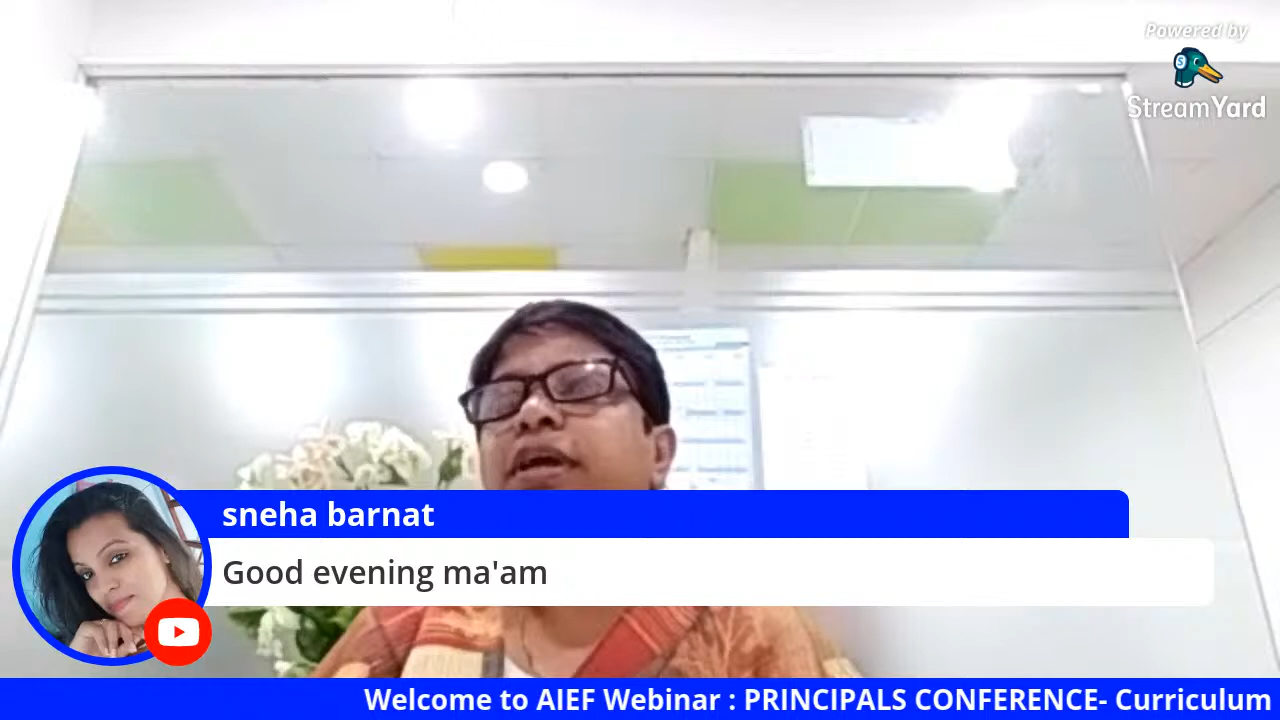 Powered by
StreamYard
sneha barnat
Good evening ma'am
Welcome to AIEF Webinar : PRINCIPALS CONFERENCE- Curriculum